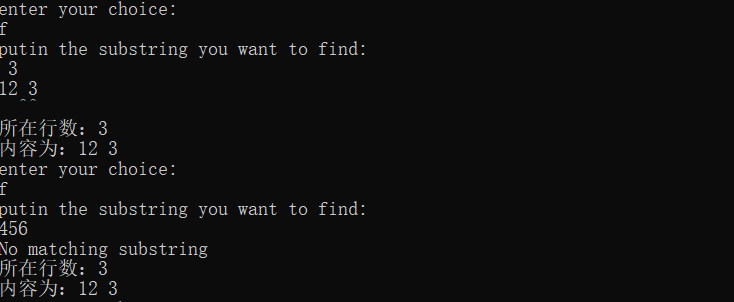 enter your choice:
f
putin the substring you want to find:
 3
12 3
  ^^
所在行数：3
内容为：12 3
enter your choice:
f
putin the substring you want to find:
456
No matching substring
所在行数：3
内容为：12 3